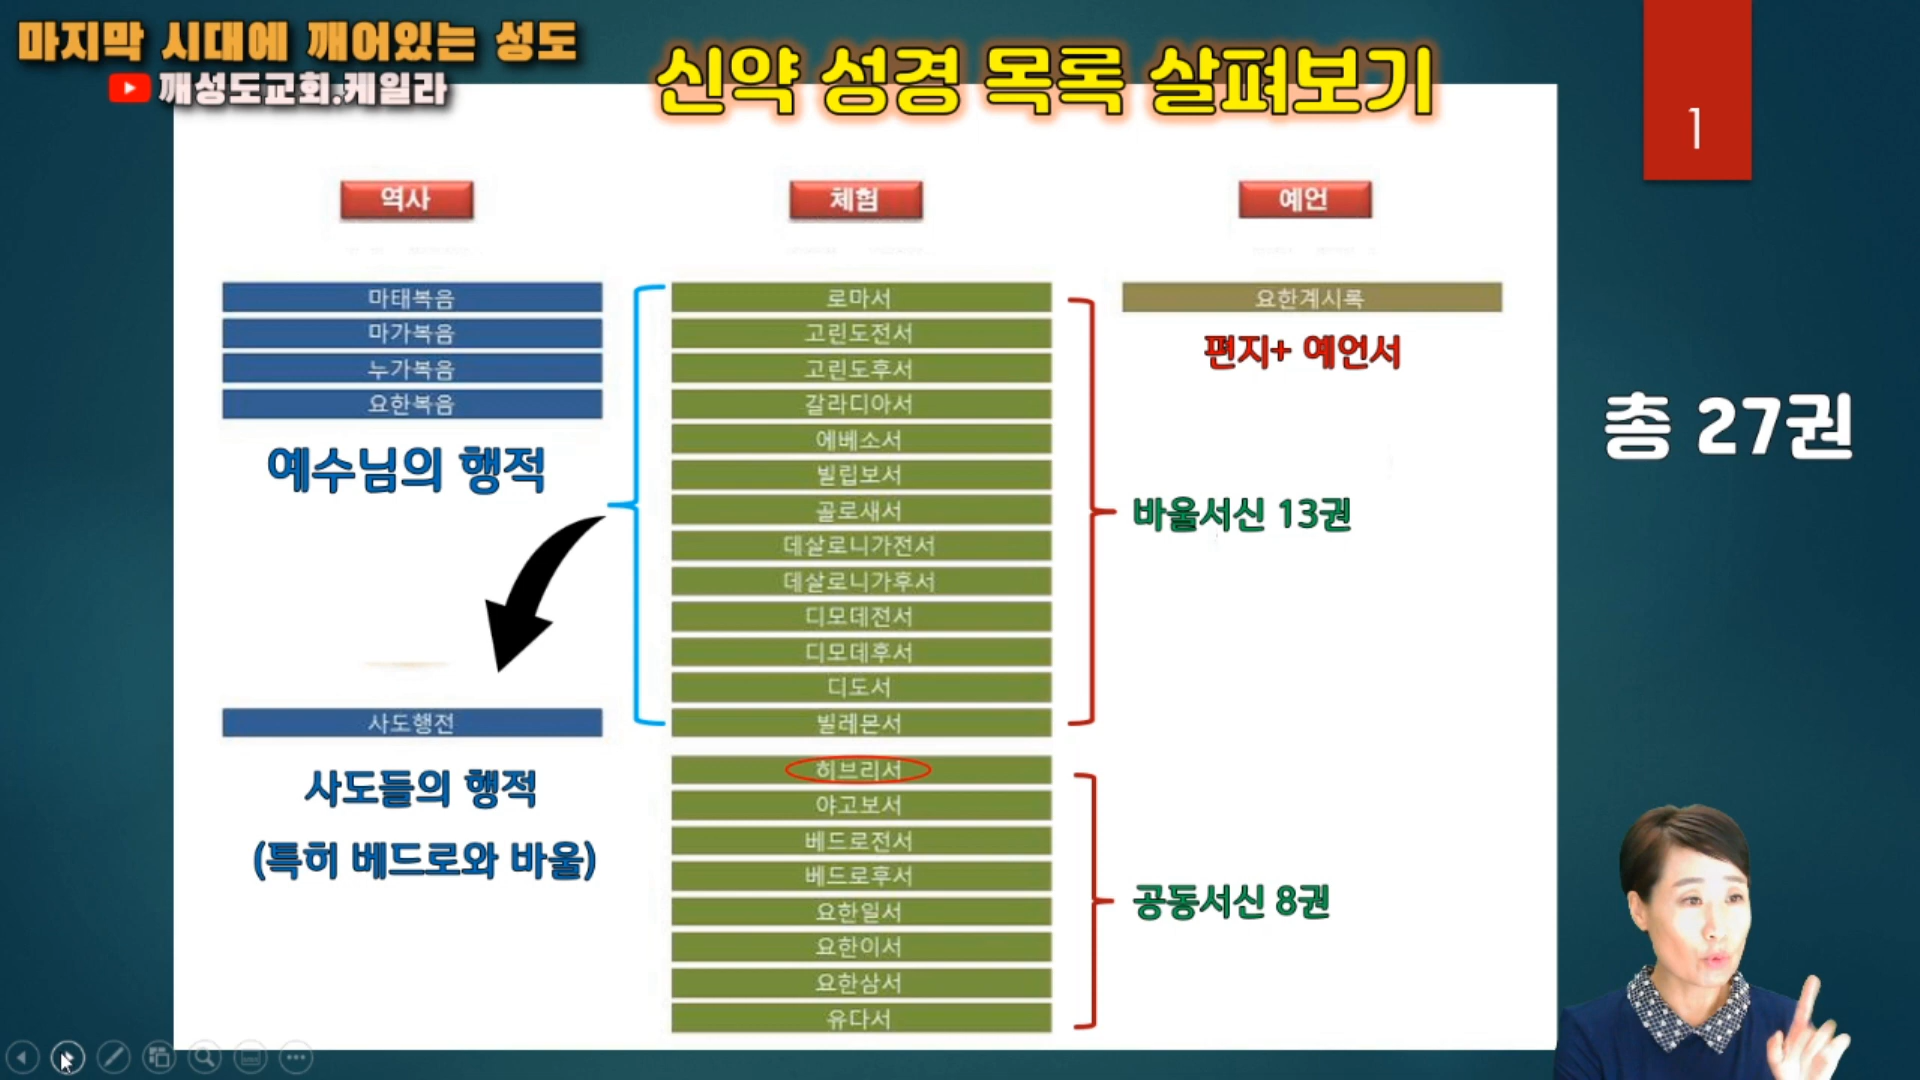 마지막 시대에 깨어있는 성도
깨성도교회.케일라
신약 성경 목록 살펴보기
1
역사
체험
예언
마태복음
마가복음
누가복음
요한복음
예수님의 행적
사도행전
사도들의 행적
(특히 베드로와 바울)
로마서
고린도전서
고린도후서
갈라디아서
에베소서
빌립보서
골로새서
데살로니가전서
데살로니가후서
디모데전서
디모데후서
디도서
빌레몬서
히브리서
야고보서
베드로전서
베드로후서
요한일서
요한이서
요한삼서
유다서
요한계시록
편지+ 예언서
바울서신 13권
공동서신 8권
총 27권